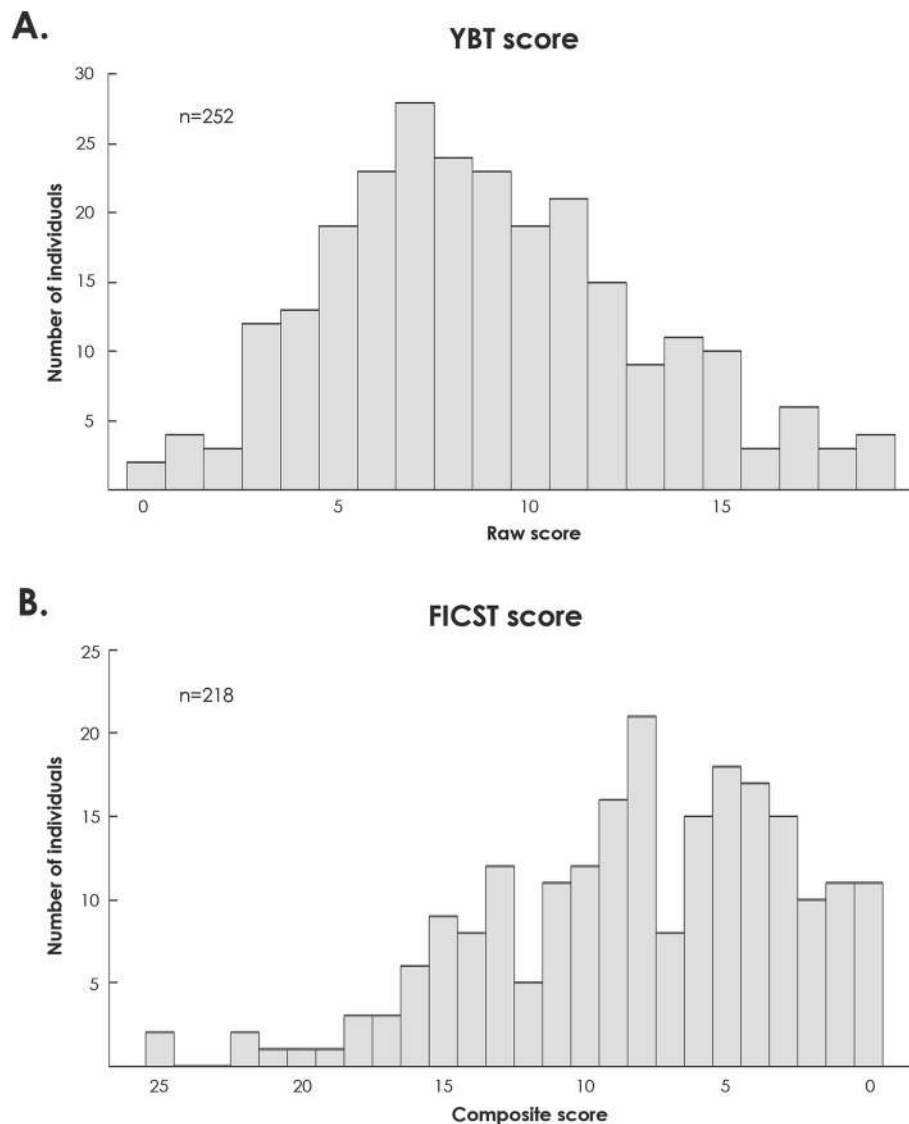 A.
YBT score
30
n=252
25
20
15
10
5
Number of individuals
0 5 10 15
Raw score
B.
FICST score
25
n=218
20
15
10
5
Number of individuals
25 20 15 10 5 0
Composite score